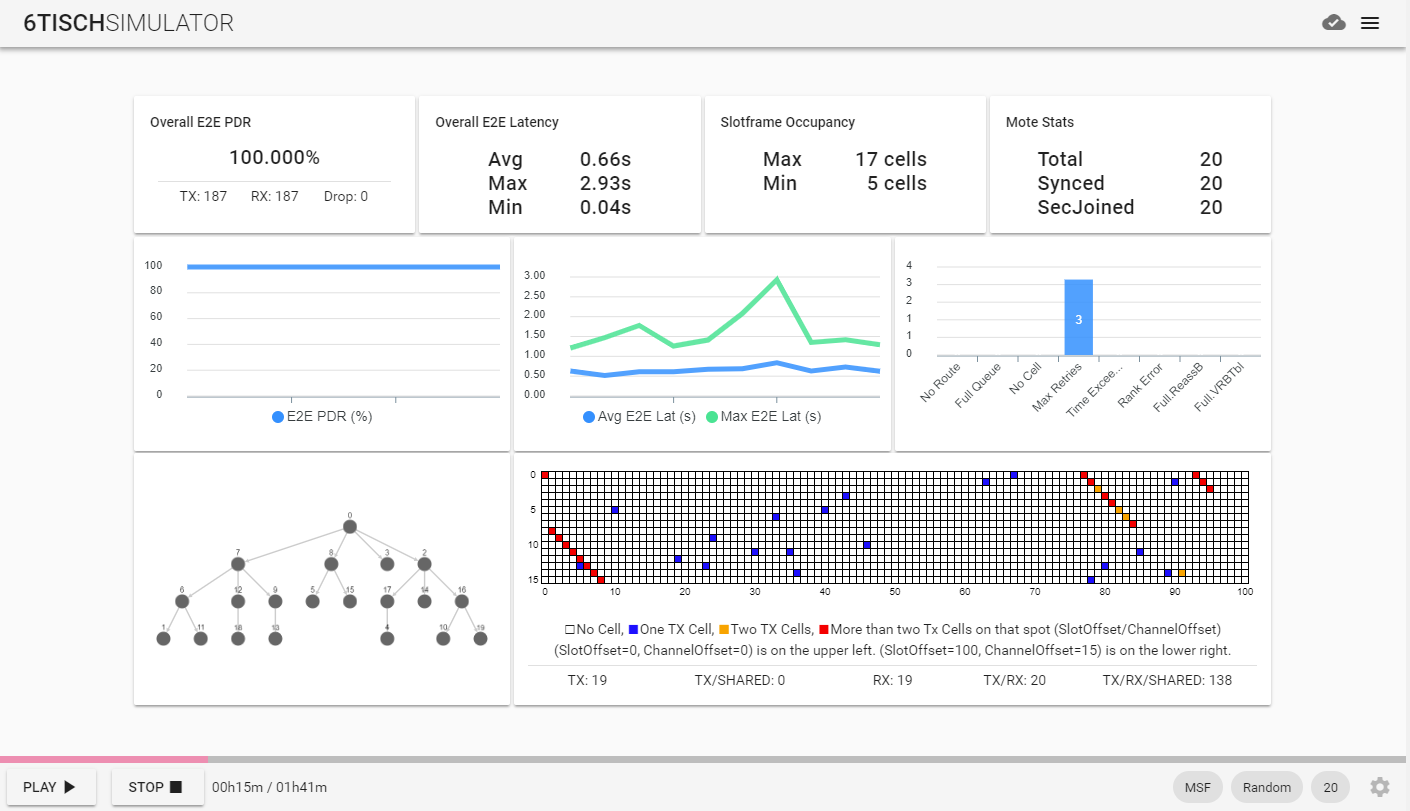 6TISCHSIMULATOR
Overall E2E PDR
100.000%
TX: 187 RX: 187 Drop: 0
Overall E2E Latency
Avg 0.66s
Max 2.93s
Min 0.04s
Slotframe Occupancy
Max 17 cells
Min 5 cells
Mote Stats
Total 20
Synced 20
SecJoined 20
100
80
60
40
20
0
E2E PDR (%)
3.00
2.50
2.00
1.50
1.00
0.50
0.00
Avg E2E Lat (s) Max E2E Lat (s)
4
3
2
1
1
0
3
No Route
Full Queue
No Cell
Max Retries
Time Excee...
Rank Error
Full.ReassB
Full.VRBTbl
0
7 8 3 2
6 12 9 5 15 17 14 16
1 11 18 13 4 10 19
0
5
10
15
0 10 20 30 40 50 60 70 80 90 100
No Cell, One TX Cell, Two TX Cells, More than two Tx Cells on that spot (SlotOffset/ChannelOffset)
(SlotOffset=0, ChannelOffset=0) is on the upper left. (SlotOffset=100, ChannelOffset=15) is on the lower right.
TX: 19 TX/SHARED: 0 RX: 19 TX/RX: 20 TX/RX/SHARED: 138
PLAY STOP 00h15m / 01h41m MSF Random 20